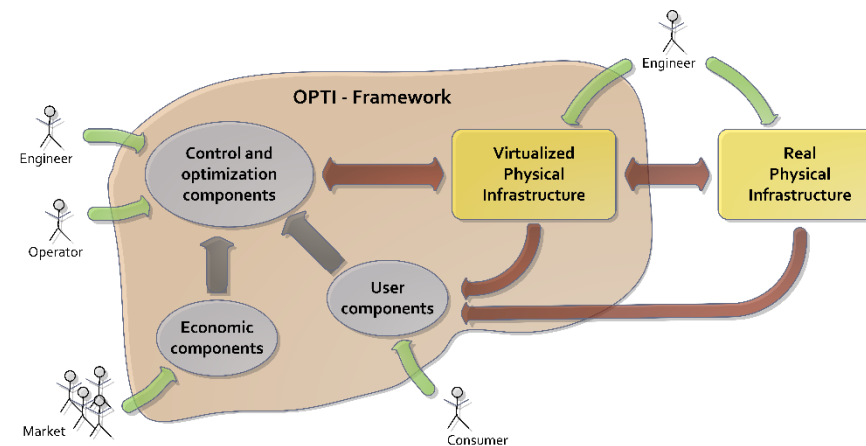 Engineer
OPTI - Framework
Engineer
Control and
optimization
components
Virtualized
Physical
Infrastructure
Real
Physical
Infrastructure
Operator
User
components
Economic
components
Market
Consumer